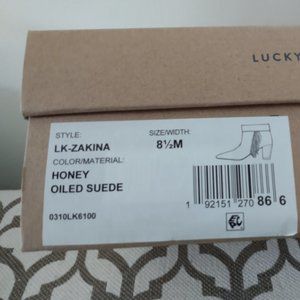 LUCKY
STYLE:
LK-ZAKINA
SIZE/WIDTH:
8½M
COLOR/MATERIAL:
HONEY
OILED SUEDE
0310LK6100
1 92151 270 86 6